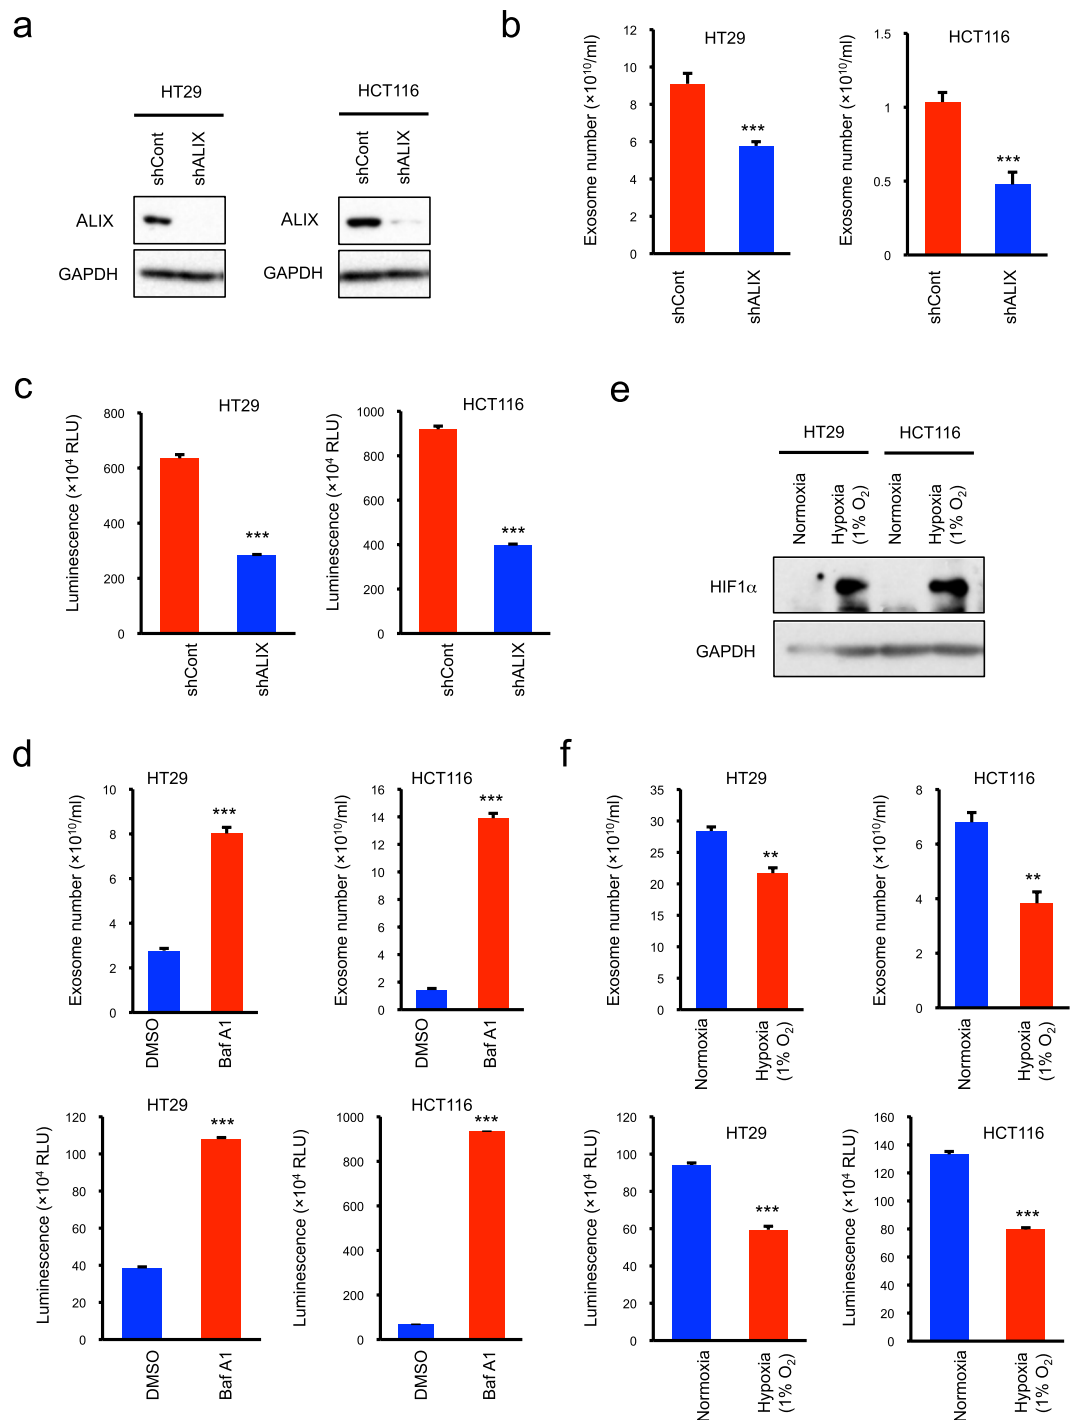 a
HT29
HCT116
shCont
shALIX
shCont
shALIX
ALIX
GAPDH
ALIX
GAPDH
b
HT29
Exosome number (×10¹⁰/ml)
12
10
8
6
4
2
0
***
shCont
shALIX
HCT116
Exosome number (×10¹⁰/ml)
1.5
1
0.5
0
***
shCont
shALIX
c
HT29
Luminescence (×10⁴ RLU)
800
600
400
200
0
***
shCont
shALIX
HCT116
Luminescence (×10⁴ RLU)
1000
800
600
400
200
0
***
shCont
shALIX
e
HT29
HCT116
Normoxia
Hypoxia
(1% O₂)
Normoxia
Hypoxia
(1% O₂)
HIF1α
GAPDH
d
HT29
Exosome number (×10¹⁰/ml)
10
8
6
4
2
0
***
DMSO
Baf A1
HCT116
Exosome number (×10¹⁰/ml)
16
14
12
10
8
6
4
2
0
***
DMSO
Baf A1
HT29
Luminescence (×10⁴ RLU)
120
100
80
60
40
20
0
***
DMSO
Baf A1
HCT116
Luminescence (×10⁴ RLU)
1000
800
600
400
200
0
***
DMSO
Baf A1
f
HT29
Exosome number (×10¹⁰/ml)
35
30
25
20
15
10
5
0
**
Normoxia
Hypoxia
(1% O₂)
HCT116
Exosome number (×10¹⁰/ml)
8
6
4
2
0
**
Normoxia
Hypoxia
(1% O₂)
HT29
Luminescence (×10⁴ RLU)
120
100
80
60
40
20
0
***
Normoxia
Hypoxia
(1% O₂)
HCT116
Luminescence (×10⁴ RLU)
160
140
120
100
80
60
40
20
0
***
Normoxia
Hypoxia
(1% O₂)